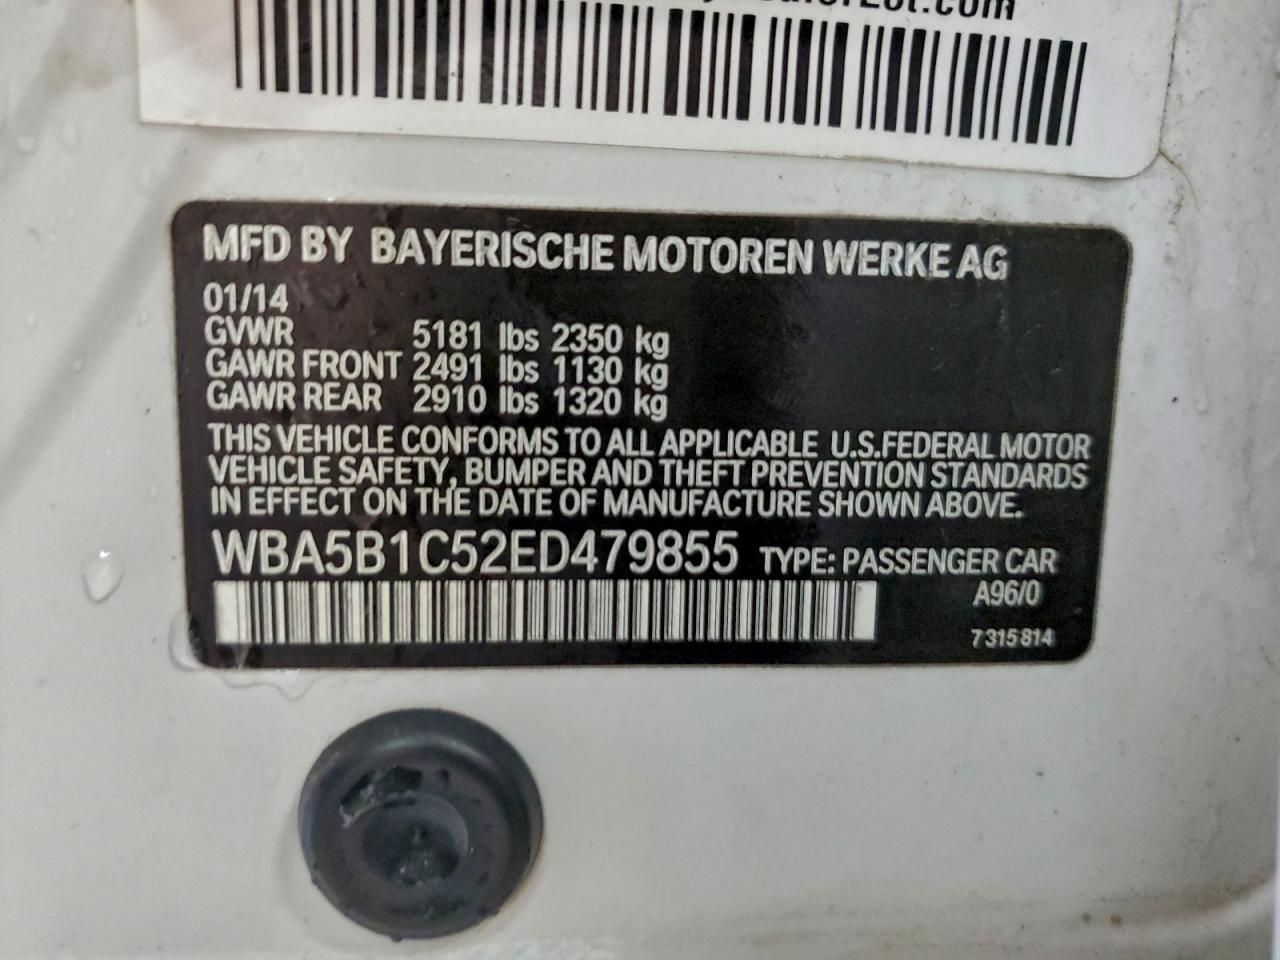 MFD BY BAYERISCHE MOTOREN WERKE AG
01/14
GVWR 5181 lbs 2350 kg
GAWR FRONT 2491 lbs 1130 kg
GAWR REAR 2910 lbs 1320 kg
THIS VEHICLE CONFORMS TO ALL APPLICABLE U.S.FEDERAL MOTOR
VEHICLE SAFETY, BUMPER AND THEFT PREVENTION STANDARDS
IN EFFECT ON THE DATE OF MANUFACTURE SHOWN ABOVE.
WBA5B1C52ED479855 TYPE: PASSENGER CAR
A96/0
7 315 814